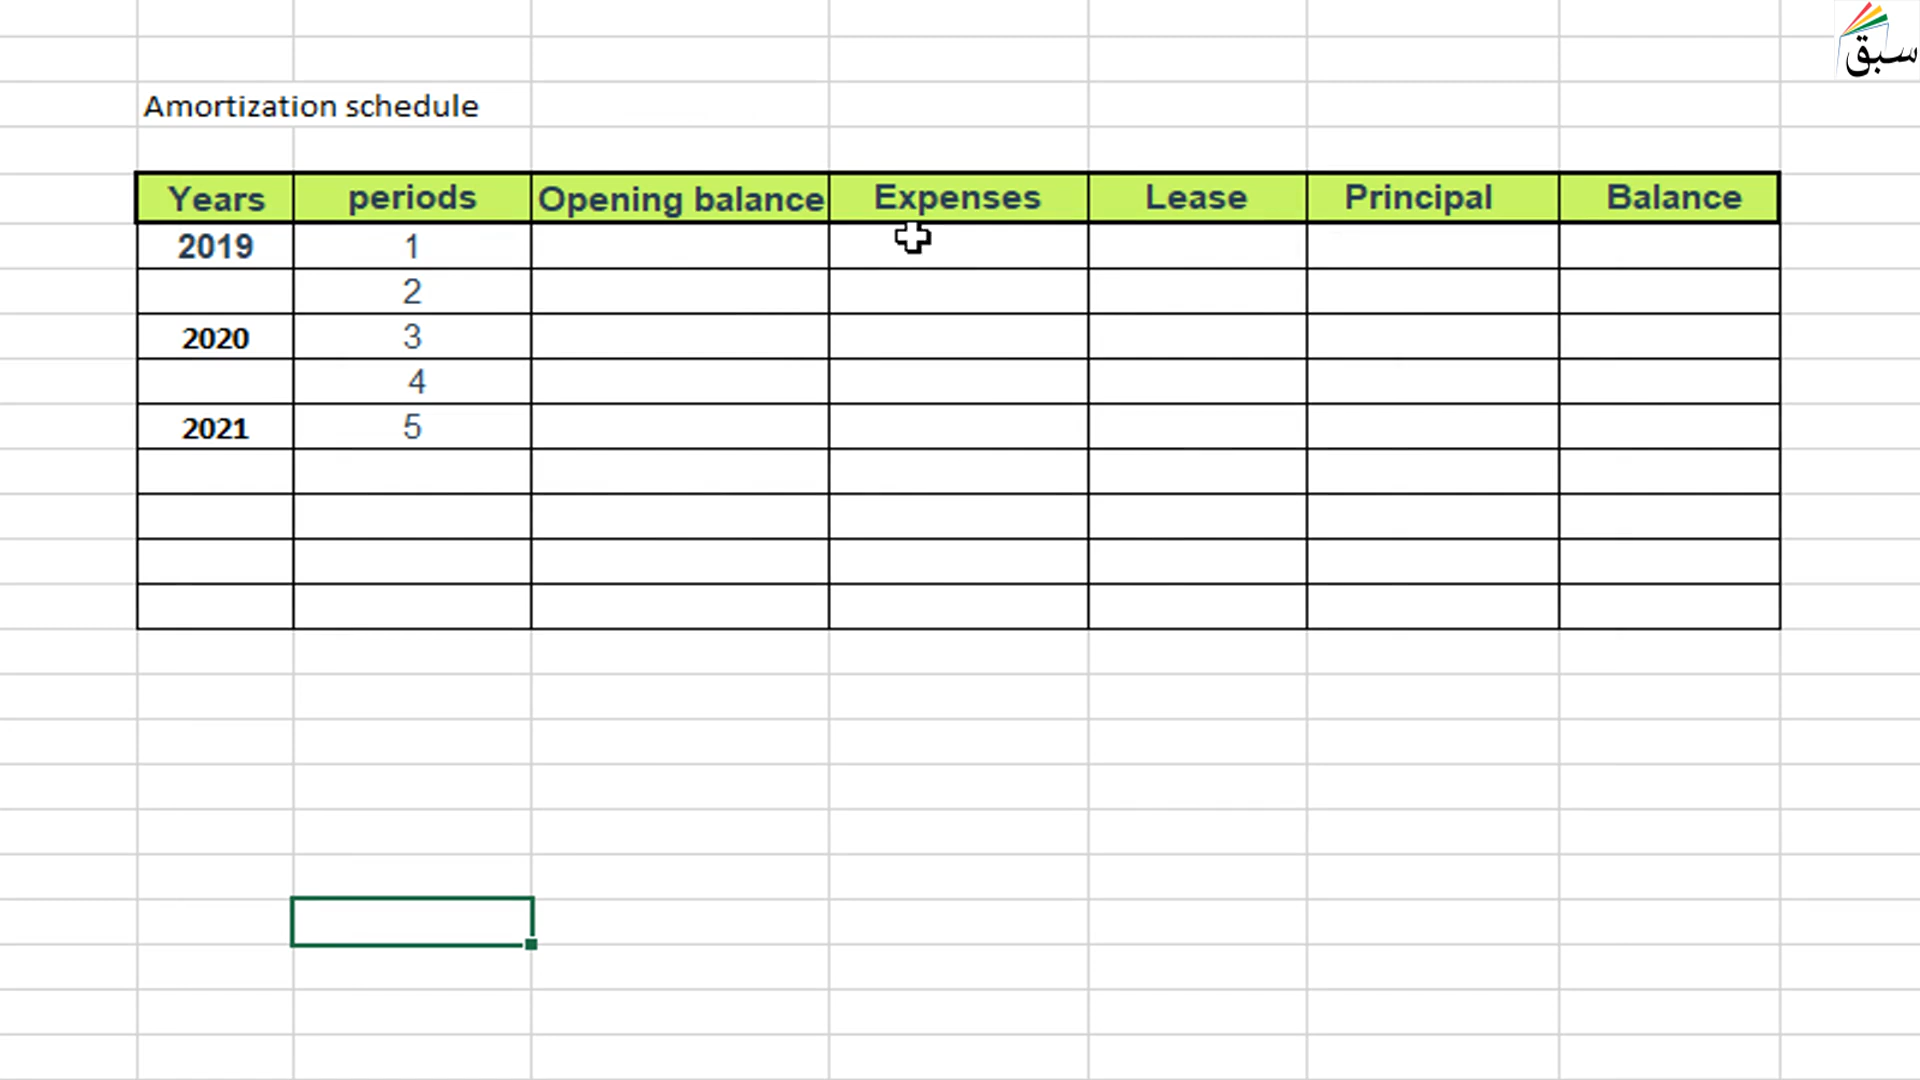 سبق
Amortization schedule
Years periods Opening balance Expenses Lease Principal Balance
2019 1
2
2020 3
4
2021 5